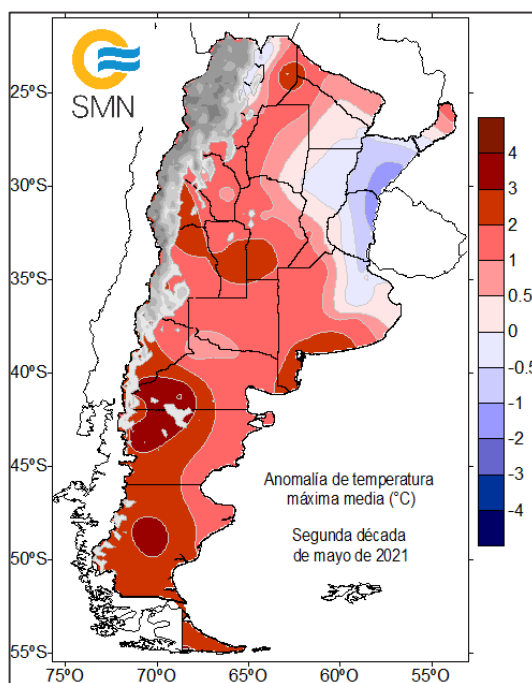 SMN
25ºS
30ºS
35ºS
40ºS
45ºS
50ºS
55ºS
75ºO
70ºO
65ºO
60ºO
55ºO
4
3
2
1
0.5
0
-0.5
-1
-2
-3
-4
Anomalía de temperatura
máxima media (°C)
Segunda década
de mayo de 2021